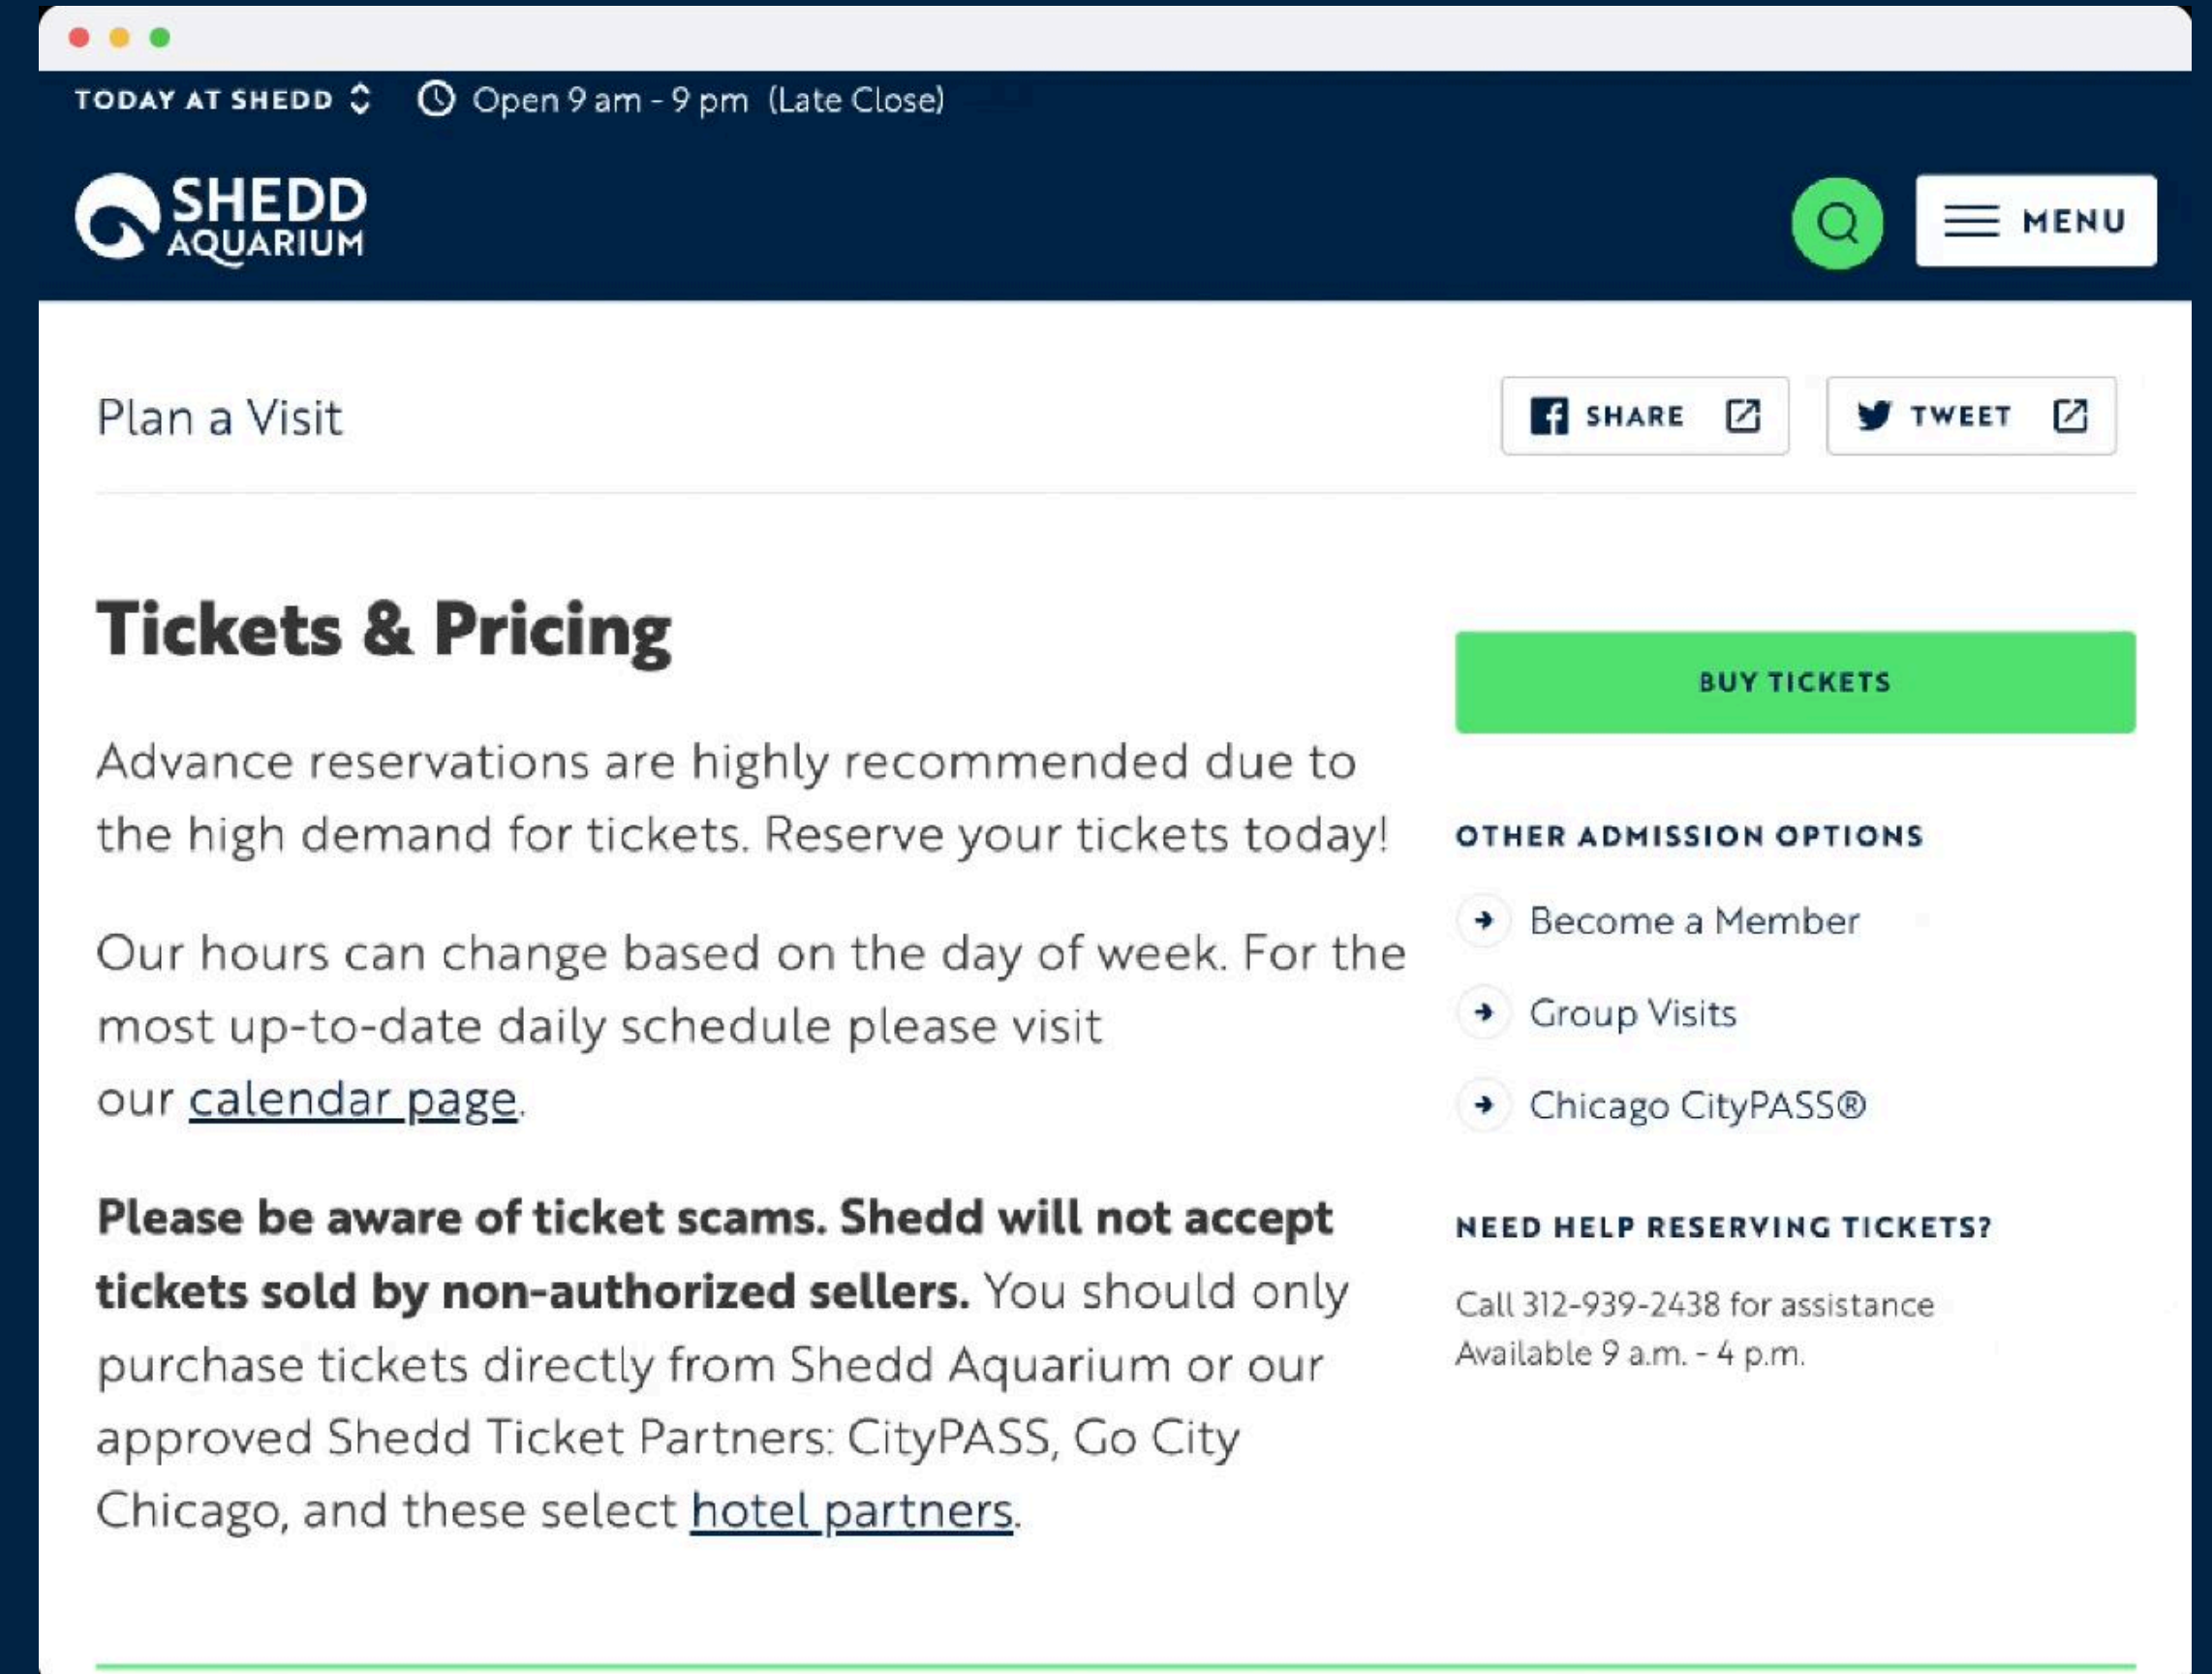 TODAY AT SHEDD Open 9 am - 9 pm (Late Close)
SHEDD
AQUARIUM
MENU
Plan a Visit
SHARE
TWEET
Tickets & Pricing
Advance reservations are highly recommended due to
the high demand for tickets. Reserve your tickets today!
Our hours can change based on the day of week. For the
most up-to-date daily schedule please visit
our calendar page.
Please be aware of ticket scams. Shedd will not accept
tickets sold by non-authorized sellers. You should only
purchase tickets directly from Shedd Aquarium or our
approved Shedd Ticket Partners: CityPASS, Go City
Chicago, and these select hotel partners.
BUY TICKETS
OTHER ADMISSION OPTIONS
Become a Member
Group Visits
Chicago CityPASS®
NEED HELP RESERVING TICKETS?
Call 312-939-2438 for assistance
Available 9 a.m. - 4 p.m.